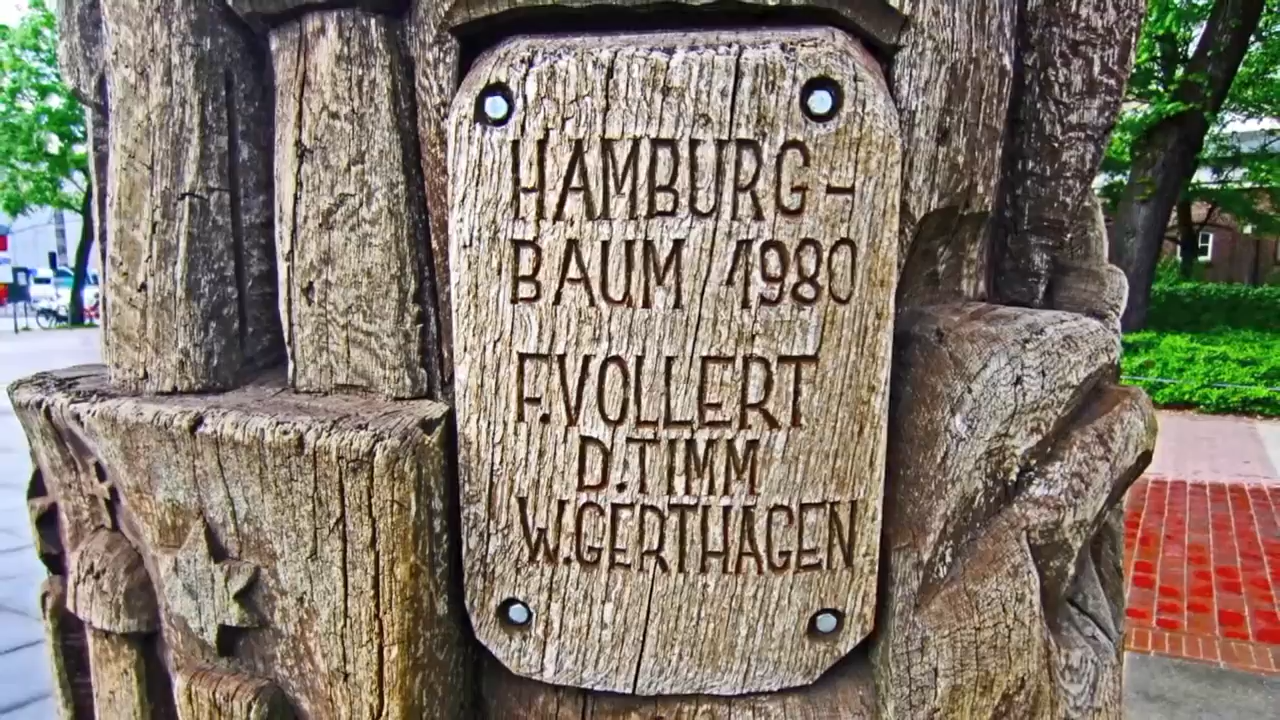 HAMBURG-
BAUM 1980
F.VOLLERT
D.TIMM
W.GERTHAGEN